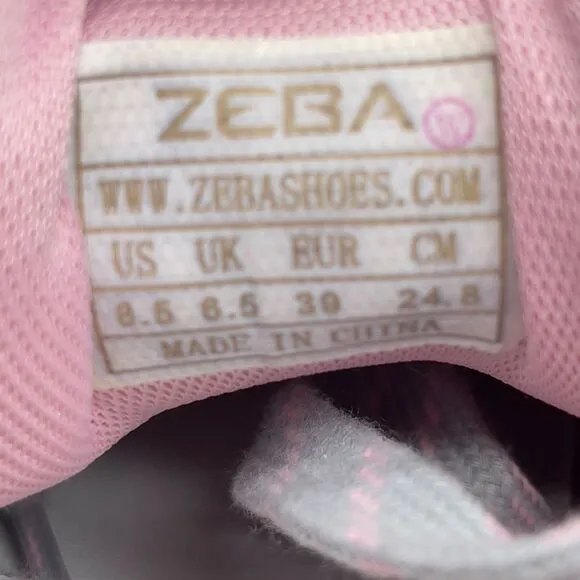 ZEBA
WWW.ZEBASHOES.COM
US UK EUR CM
8.5 6.5 39 24.8
MADE IN CHINA